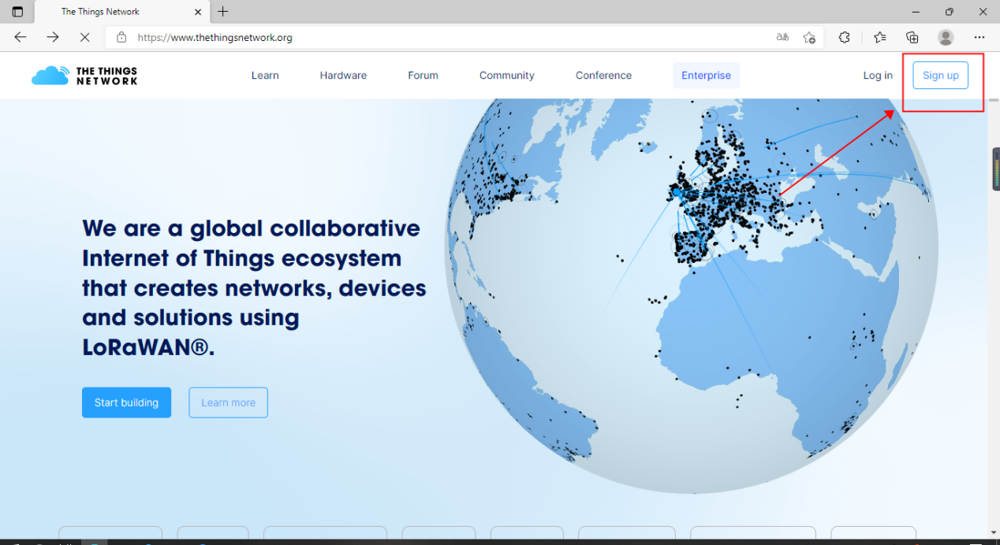 The Things Network
https://www.thethingsnetwork.org
THE THINGS
NETWORK
Learn
Hardware
Forum
Community
Conference
Enterprise
Log in
Sign up
We are a global collaborative
Internet of Things ecosystem
that creates networks, devices
and solutions using
LoRaWAN®.
Start building
Learn more